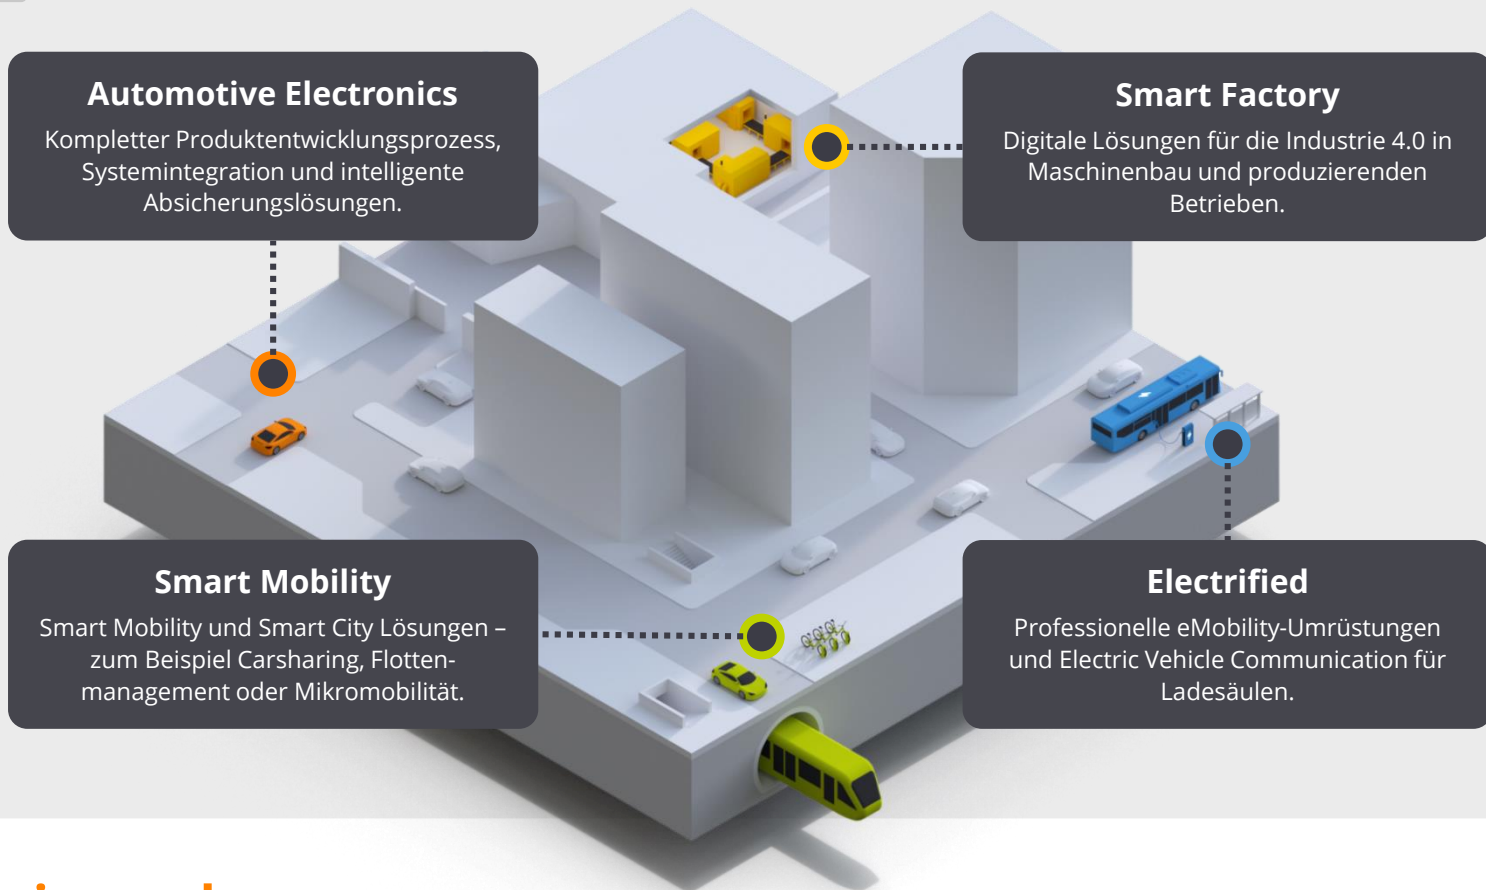 Automotive Electronics
Kompletter Produktentwicklungsprozess,
Systemintegration und intelligente
Absicherungslösungen.
Smart Factory
Digitale Lösungen für die Industrie 4.0 in
Maschinenbau und produzierenden
Betrieben.
Smart Mobility
Smart Mobility und Smart City Lösungen –
zum Beispiel Carsharing, Flotten-
management oder Mikromobilität.
Electrified
Professionelle eMobility-Umrüstungen
und Electric Vehicle Communication für
Ladesäulen.